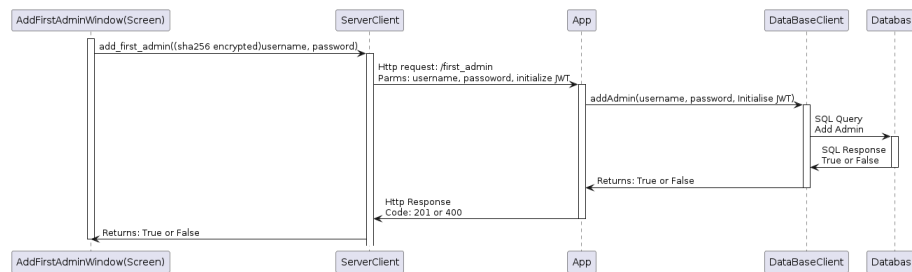 AddFirstAdminWindow(Screen)
ServerClient
App
DataBaseClient
Databas
add_first_admin((sha256 encrypted)username, password)
Http request: /first_admin
Parms: username, passoword, initialize JWT
addAdmin(username, password, Initialise JWT)
SQL Query
Add Admin
SQL Response
True or False
Returns: True or False
Http Response
Code: 201 or 400
Returns: True or False
AddFirstAdminWindow(Screen)
ServerClient
App
DataBaseClient
Databas